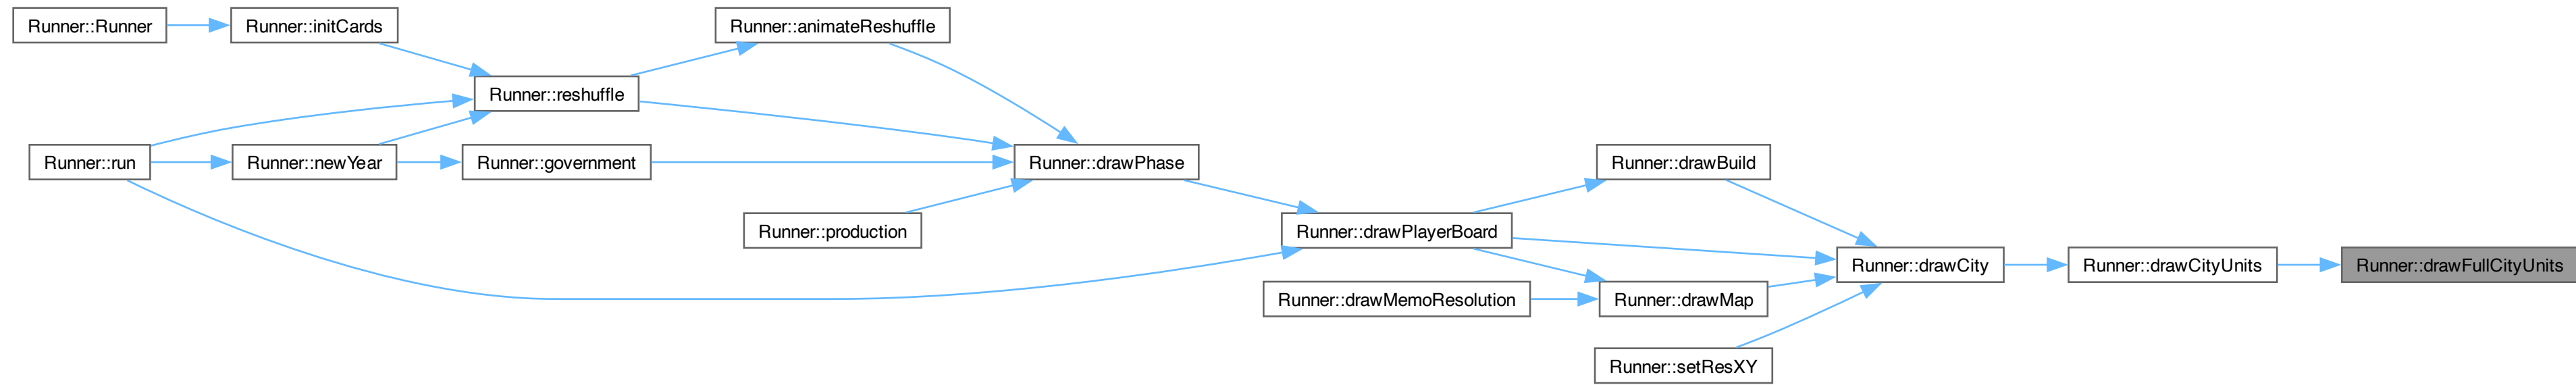 Runner::Runner
Runner::initCards
Runner::animateReshuffle
Runner::reshuffle
Runner::run
Runner::newYear
Runner::government
Runner::drawPhase
Runner::drawBuild
Runner::production
Runner::drawPlayerBoard
Runner::drawCity
Runner::drawCityUnits
Runner::drawFullCityUnits
Runner::drawMemoResolution
Runner::drawMap
Runner::setResXY